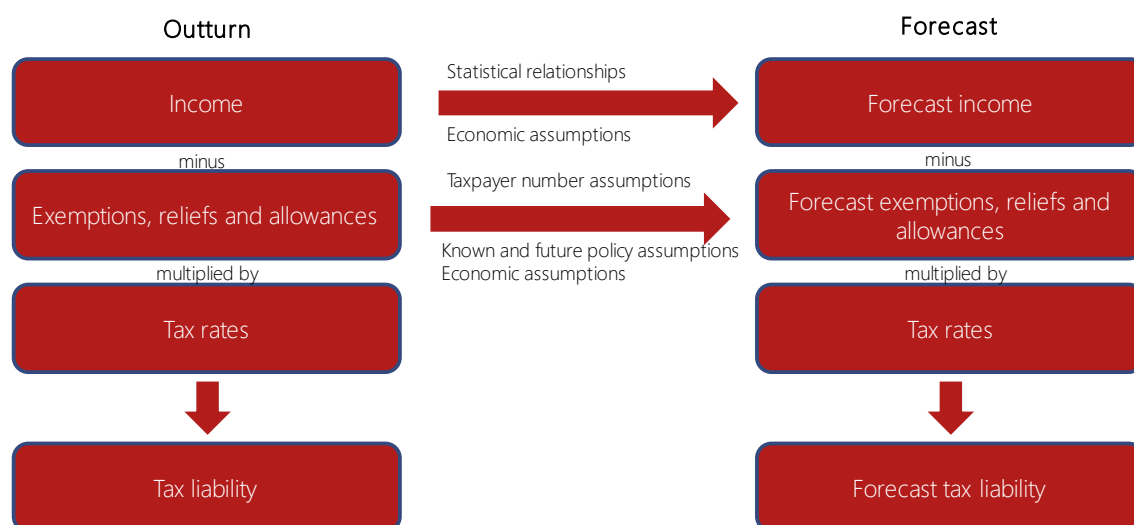 Outturn
Forecast
Income
Statistical relationships
Economic assumptions
Forecast income
minus
minus
Exemptions, reliefs and allowances
Taxpayer number assumptions
Known and future policy assumptions
Economic assumptions
Forecast exemptions, reliefs and
allowances
multiplied by
multiplied by
Tax rates
Tax rates
Tax liability
Forecast tax liability